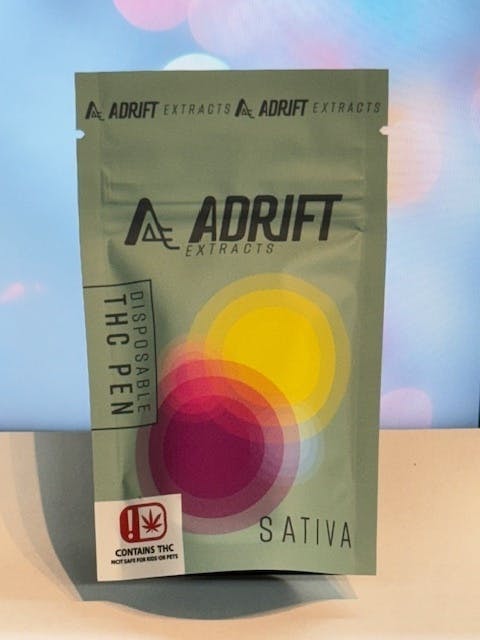 ADRIFT EXTRACTS ADRIFT EXTRACTS
ADRIFT
EXTRACTS
DISPOSABLE
THC PEN
SATIVA
CONTAINS THC
NOT SAFE FOR KIDS OR PETS